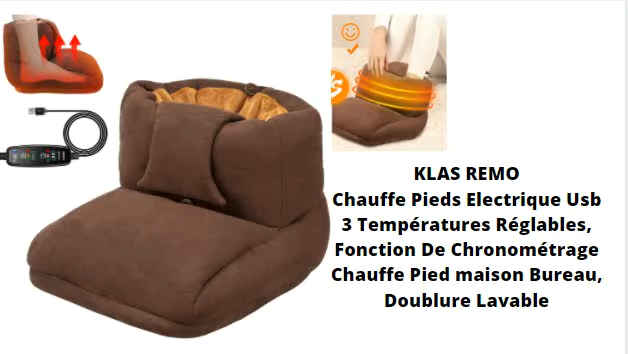 KLAS REMO
Chauffe Pieds Electrique Usb
3 Températures Réglables,
Fonction De Chronométrage
Chauffe Pied maison Bureau,
Doublure Lavable